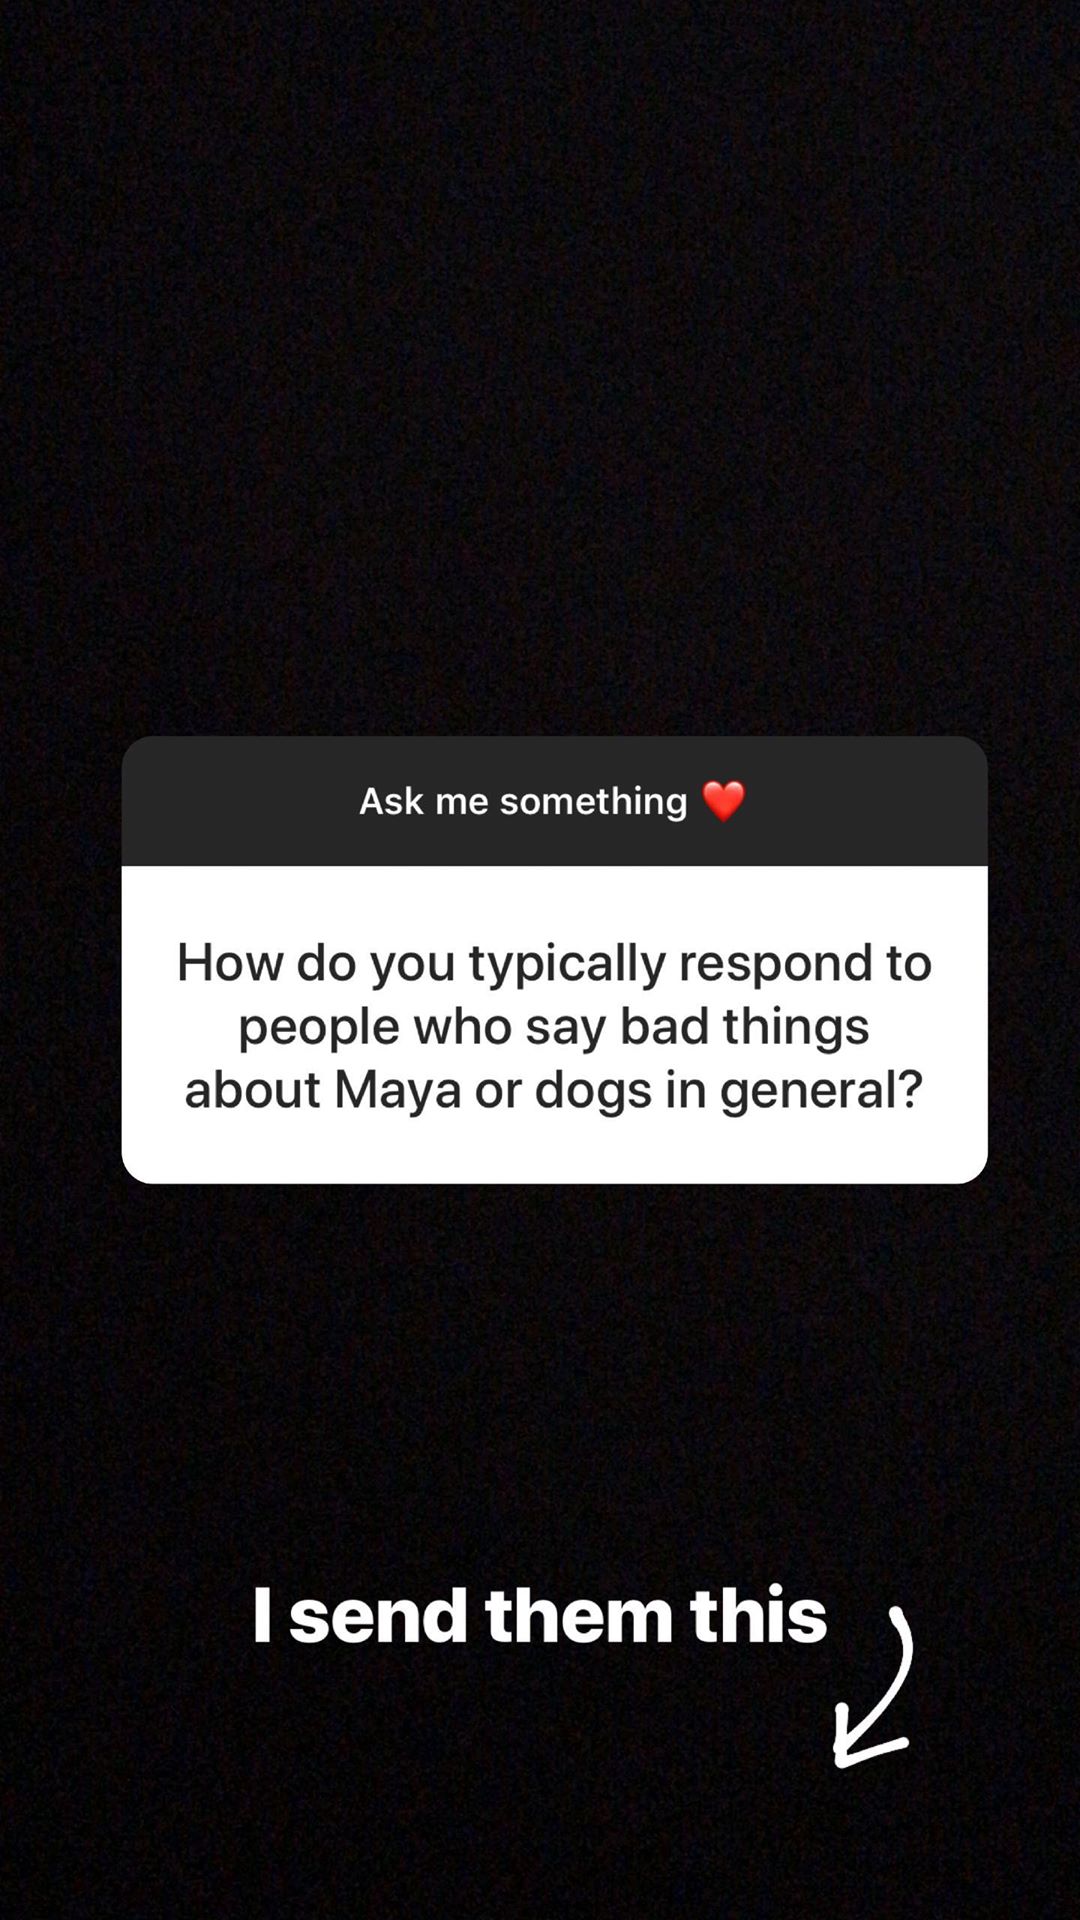 Ask me something ❤️
How do you typically respond to
people who say bad things
about Maya or dogs in general?
I send them this